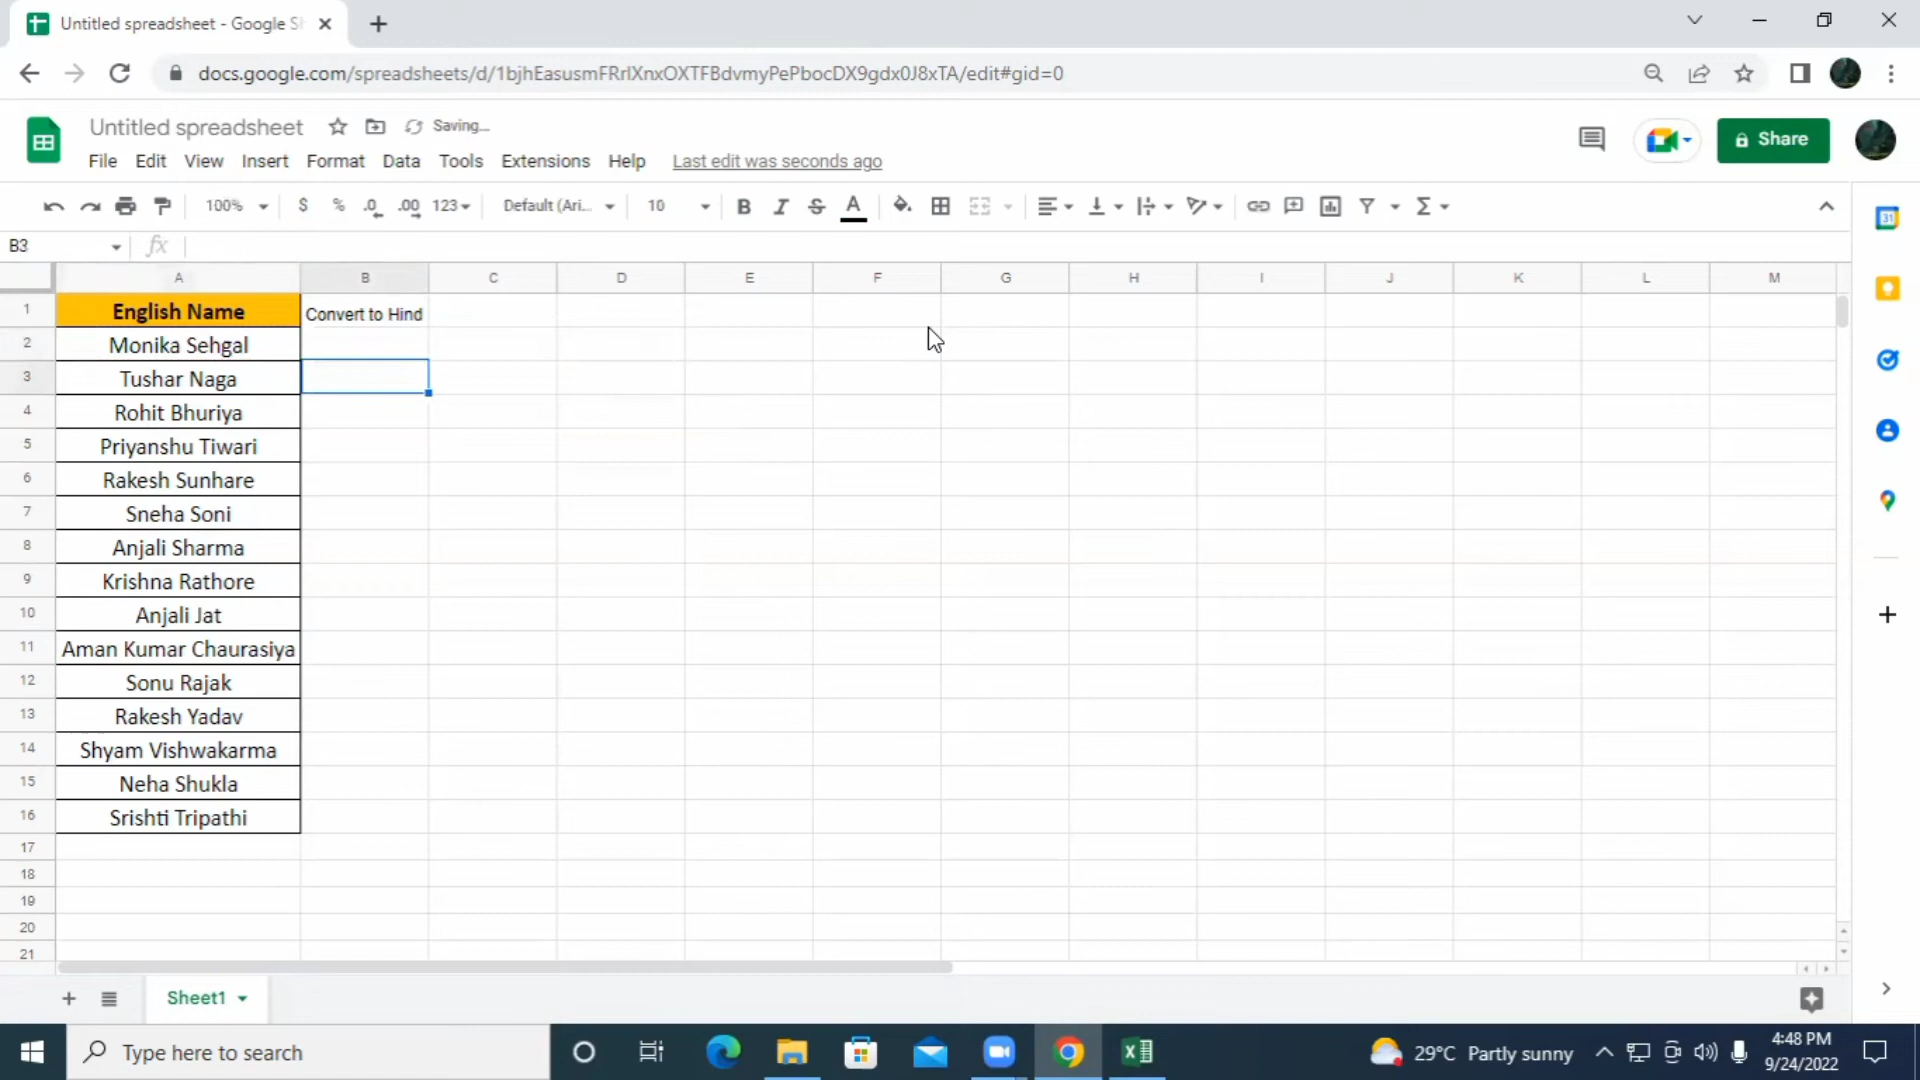 Untitled spreadsheet - Google Sh
docs.google.com/spreadsheets/d/1bjhEasusmFRrlXnxOXTFBdvmyPePbocDX9gdx0J8xTA/edit#gid=0
Untitled spreadsheet Saving...
File Edit View Insert Format Data Tools Extensions Help Last edit was seconds ago
Share
100% $ % .0 .00 123 Default (Ari... 10 B I S A Σ
B3 fx
A B C D E F G H I J K L M
1 English Name Convert to Hind
2 Monika Sehgal
3 Tushar Naga
4 Rohit Bhuriya
5 Priyanshu Tiwari
6 Rakesh Sunhare
7 Sneha Soni
8 Anjali Sharma
9 Krishna Rathore
10 Anjali Jat
11 Aman Kumar Chaurasiya
12 Sonu Rajak
13 Rakesh Yadav
14 Shyam Vishwakarma
15 Neha Shukla
16 Srishti Tripathi
17
18
19
20
21
Sheet1
Type here to search
29°C Partly sunny
4:48 PM
9/24/2022
31